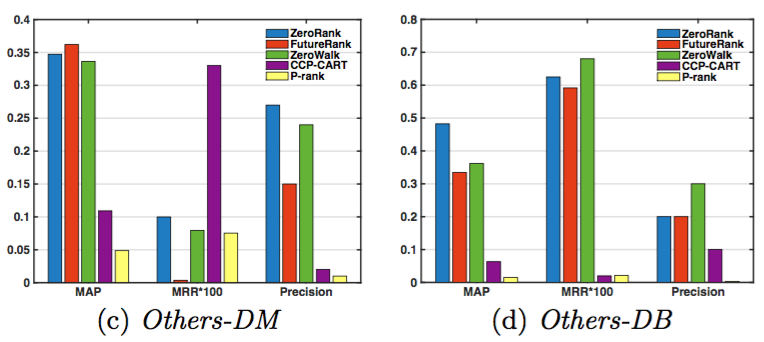 0.4
0.35
0.3
0.25
0.2
0.15
0.1
0.05
0
ZeroRank
FutureRank
ZeroWalk
CCP-CART
P-rank
MAP MRR*100 Precision
(c) Others-DM
0.8
0.7
0.6
0.5
0.4
0.3
0.2
0.1
0
ZeroRank
FutureRank
ZeroWalk
CCP-CART
P-rank
MAP MRR*100 Precision
(d) Others-DB